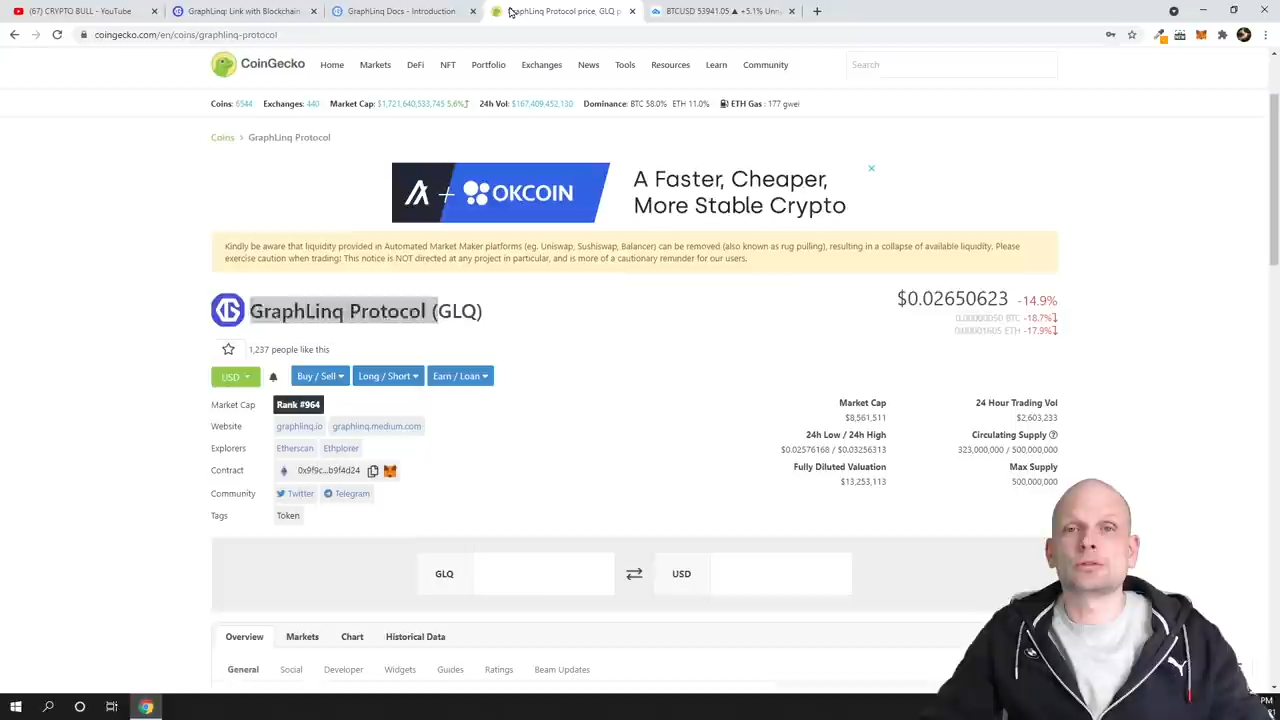 (67) CRYPTO BULL - YouTube
GraphLinq: Link with Blockchain
GraphLinq Docs - Introduction
GraphLinq Protocol price, GLQ p
BTCUSD 53941.05 ▲ +5.1% Unn
coingecko.com/en/coins/graphlinq-protocol
CoinGecko Home Markets DeFi NFT Portfolio Exchanges News Tools Resources Learn Community Search
Coins: 6544 Exchanges: 440 Market Cap: $1,721,640,533,745 5.6% 24h Vol: $167,409,452,130 Dominance: BTC 58.0% ETH 11.0% ETH Gas : 177 gwei
Coins > GraphLinq Protocol
OKCOIN
A Faster, Cheaper,
More Stable Crypto
Kindly be aware that liquidity provided in Automated Market Maker platforms (eg. Uniswap, Sushiswap, Balancer) can be removed (also known as rug pulling), resulting in a collapse of available liquidity. Please
exercise caution when trading! This notice is NOT directed at any project in particular, and is more of a cautionary reminder for our users.
GraphLinq Protocol (GLQ)
$0.02650623 -14.9%
BTC -18.7%
ETH -17.9%
1,237 people like this
USD Buy / Sell Long / Short Earn / Loan
Market Cap Rank #964
Website graphlinq.io graphlinq.medium.com
Explorers Etherscan Ethplorer
Contract 0x9f9c...b9f4d24
Community Twitter Telegram
Tags Token
Market Cap 24 Hour Trading Vol
$8,561,511 $2,603,233
24h Low / 24h High Circulating Supply
$0.02576168 / $0.03256313 323,000,000 / 500,000,000
Fully Diluted Valuation Max Supply
$13,253,113 500,000,000
GLQ USD
Overview Markets Chart Historical Data
General Social Developer Widgets Guides Ratings Beam Updates
PM